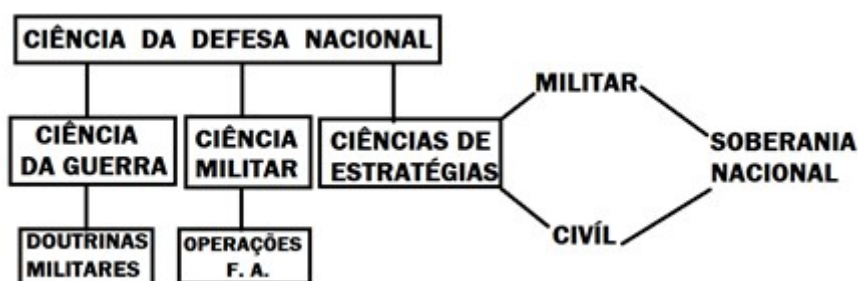 CIÊNCIA DA DEFESA NACIONAL
MILITAR
CIÊNCIA
DA GUERRA
CIÊNCIA
MILITAR
CIÊNCIAS DE
ESTRATÉGIAS
SOBERANIA
NACIONAL
DOUTRINAS
MILITARES
OPERAÇÕES
F. A.
CIVÍL